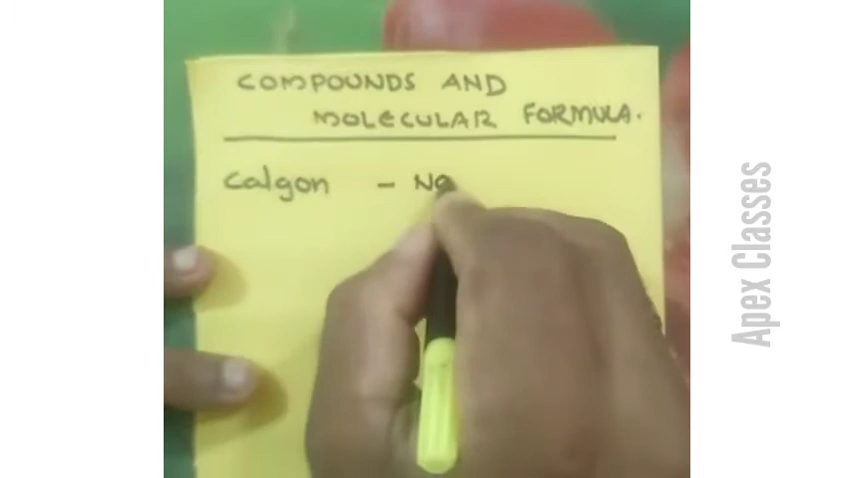 COMPOUNDS AND
MOLECULAR FORMULA.
Calgon - Na
Apex Classes